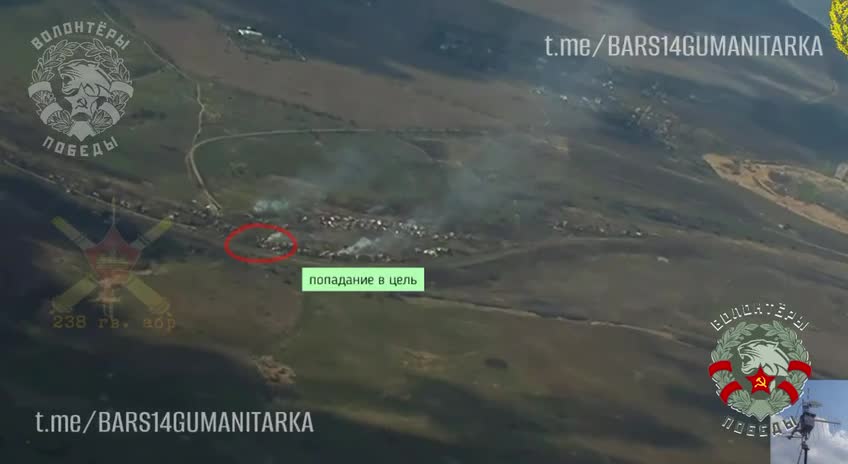 ВОЛОНТЁРЫ
ПОБЕДЫ
t.me/BARS14GUMANITARKA
238 гв. абр
попадание в цель
ВОЛОНТЁРЫ
ПОБЕДЫ
t.me/BARS14GUMANITARKA